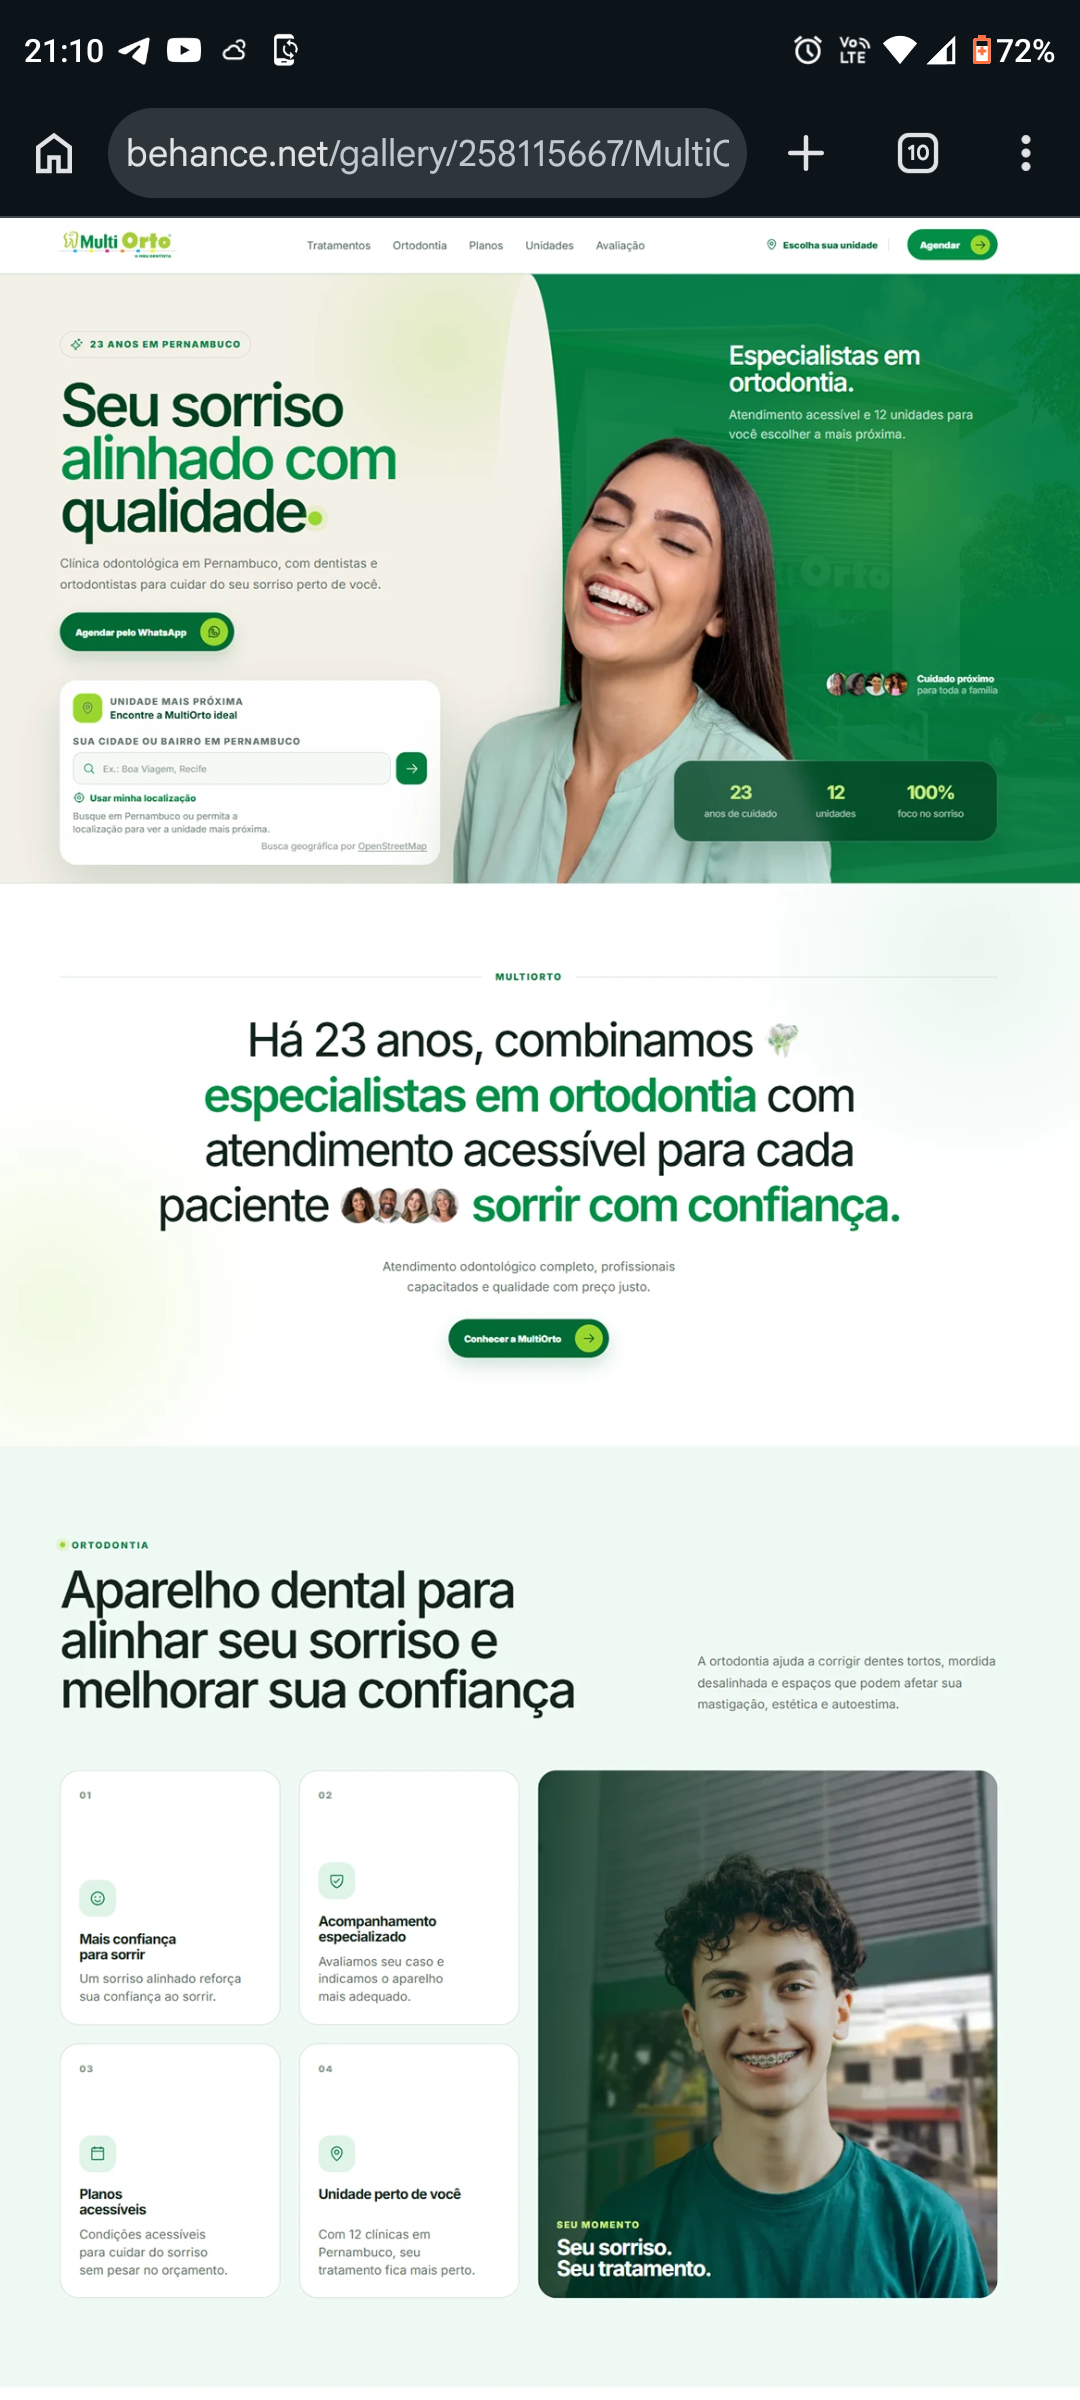 21:10
Vo
LTE
72%
behance.net/gallery/258115667/MultiO
10
Multi Orto
O MEU DENTISTA
Tratamentos
Ortodontia
Planos
Unidades
Avaliação
Escolha sua unidade
Agendar
23 ANOS EM PERNAMBUCO
Seu sorriso
alinhado com
qualidade
Clínica odontológica em Pernambuco, com dentistas e
ortodontistas para cuidar do seu sorriso perto de você.
Agendar pelo WhatsApp
UNIDADE MAIS PRÓXIMA
Encontre a MultiOrto ideal
SUA CIDADE OU BAIRRO EM PERNAMBUCO
Ex.: Boa Viagem, Recife
Usar minha localização
Busque em Pernambuco ou permita a
localização para ver a unidade mais próxima.
Busca geográfica por OpenStreetMap
Especialistas em
ortodontia.
Atendimento acessível e 12 unidades para
você escolher a mais próxima.
Orto
Cuidado próximo
para toda a família
23
anos de cuidado
12
unidades
100%
foco no sorriso
MULTIORTO
Há 23 anos, combinamos
especialistas em ortodontia com
atendimento acessível para cada
paciente sorrir com confiança.
Atendimento odontológico completo, profissionais
capacitados e qualidade com preço justo.
Conhecer a MultiOrto
ORTODONTIA
Aparelho dental para
alinhar seu sorriso e
melhorar sua confiança
A ortodontia ajuda a corrigir dentes tortos, mordida
desalinhada e espaços que podem afetar sua
mastigação, estética e autoestima.
01
Mais confiança
para sorrir
Um sorriso alinhado reforça
sua confiança ao sorrir.
02
Acompanhamento
especializado
Avaliamos seu caso e
indicamos o aparelho
mais adequado.
03
Planos
acessíveis
Condições acessíveis
para cuidar do sorriso
sem pesar no orçamento.
04
Unidade perto de você
Com 12 clínicas em
Pernambuco, seu
tratamento fica mais perto.
SEU MOMENTO
Seu sorriso.
Seu tratamento.